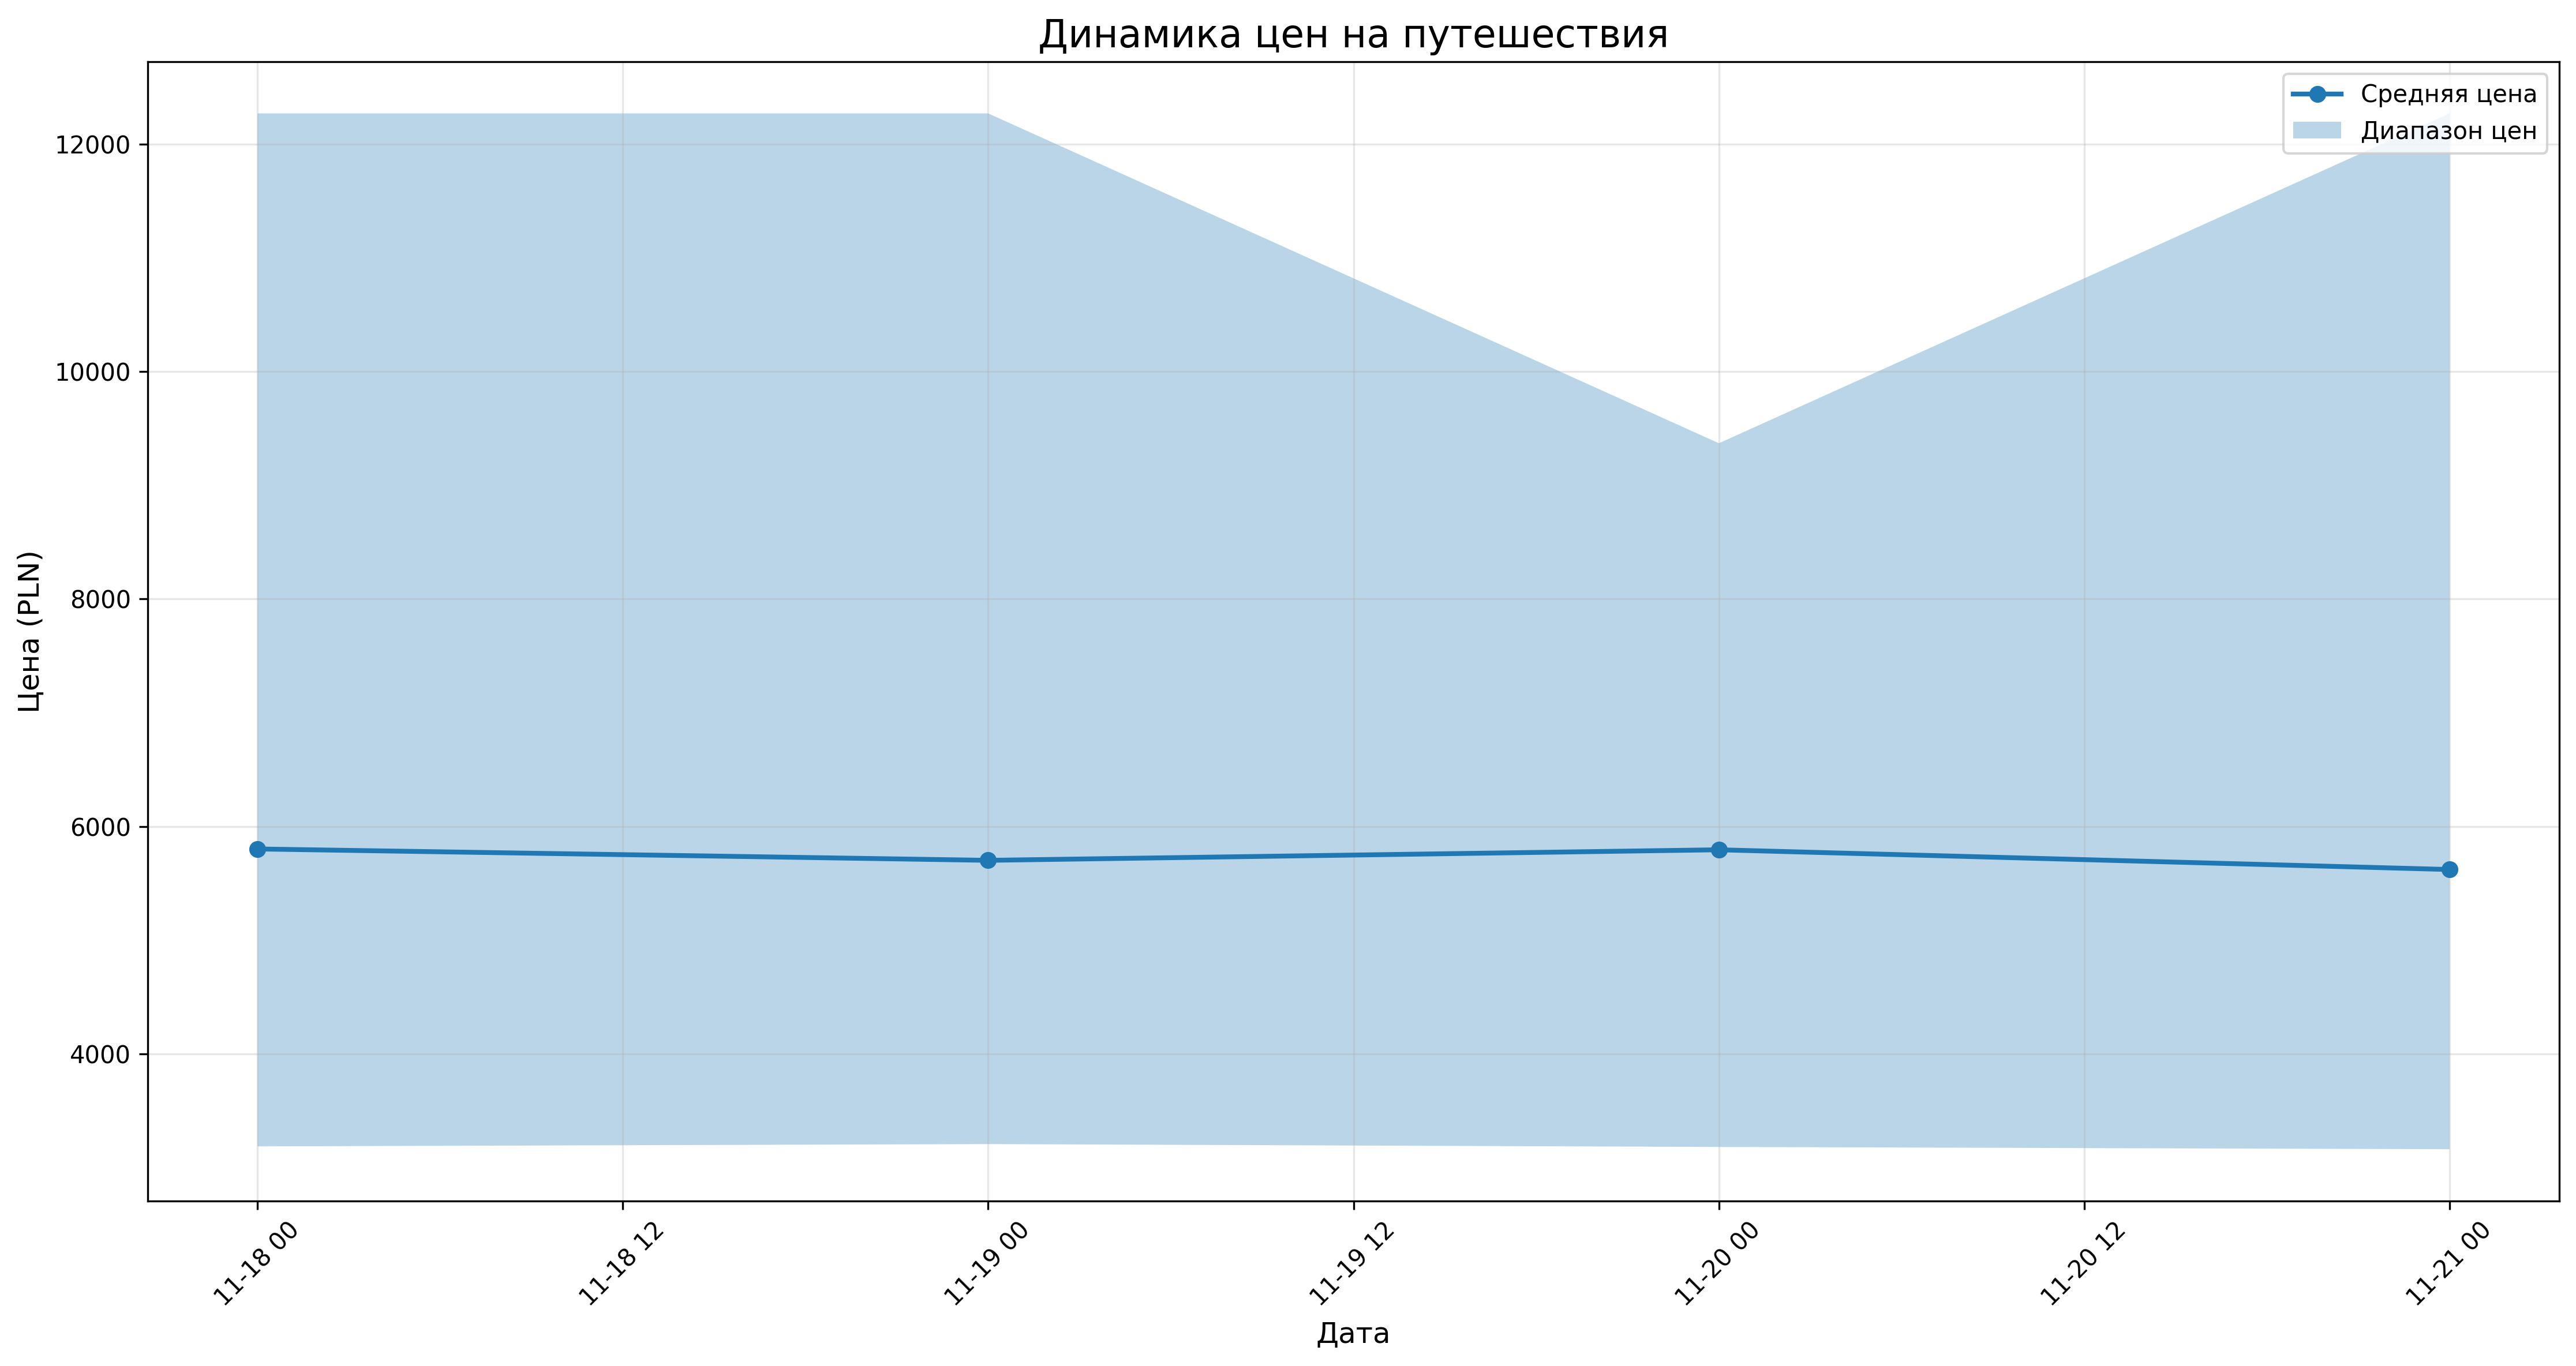 Динамика цен на путешествия
Средняя цена
Диапазон цен
12000
10000
8000
6000
4000
Цена (PLN)
11-18 00
11-18 12
11-19 00
11-19 12
11-20 00
11-20 12
11-21 00
Дата